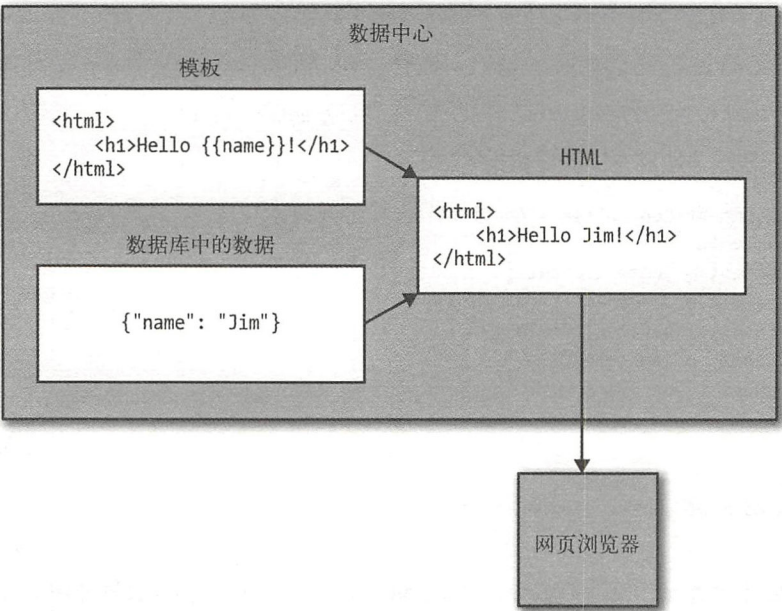 数据中心
模板
<html>
    <h1>Hello {{name}}!</h1>
</html>
HTML
<html>
    <h1>Hello Jim!</h1>
</html>
数据库中的数据
{"name": "Jim"}
网页浏览器